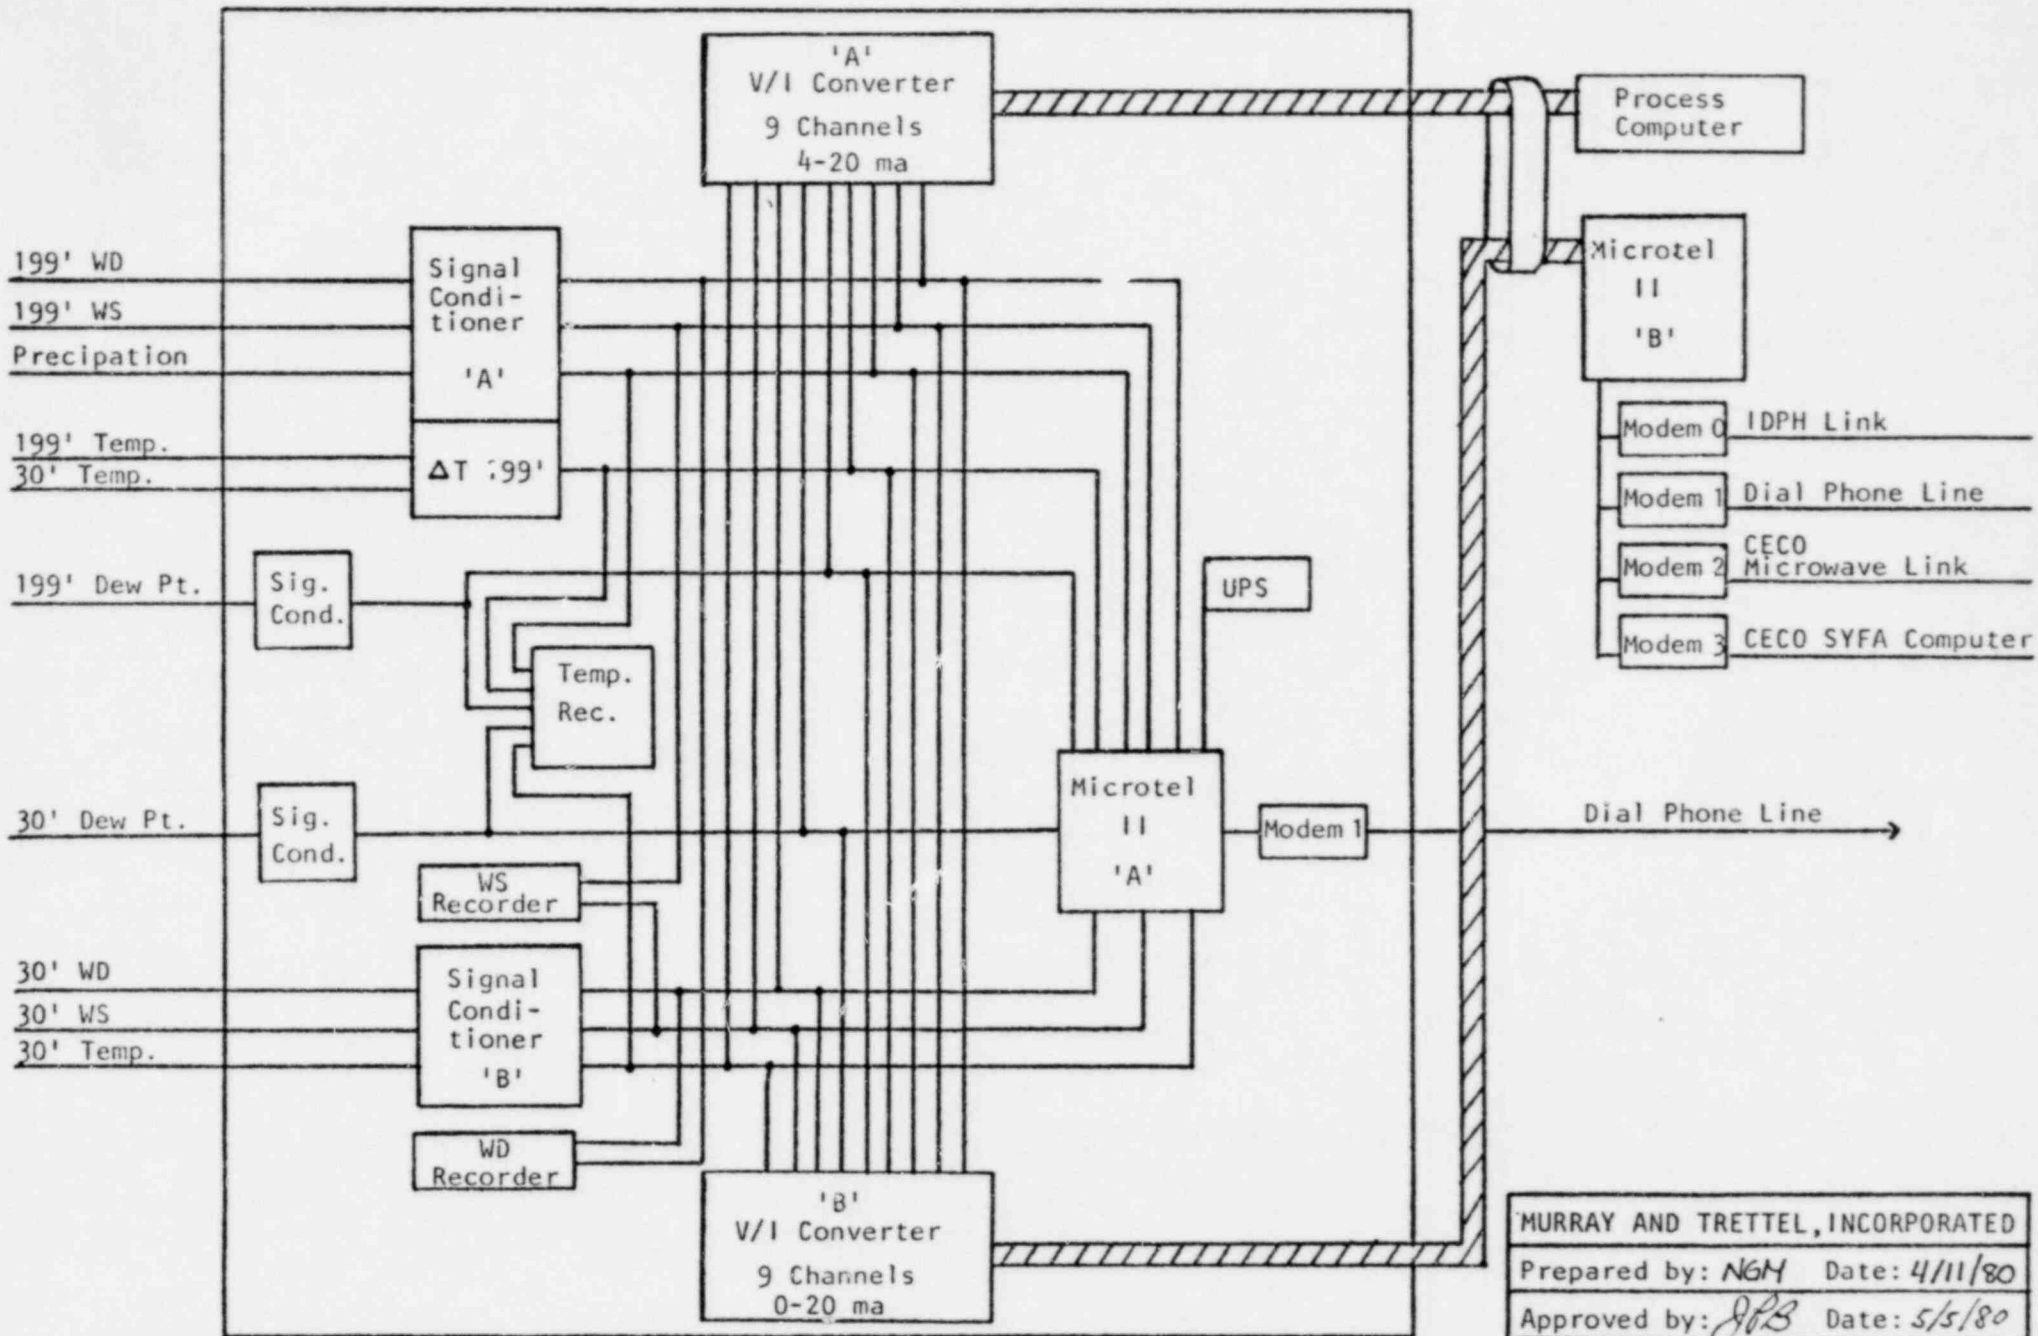 'A'
V/I Converter
9 Channels
4-20 ma
Process
Computer
Microtel
II
'B'
Modem 0
IDPH Link
Modem 1
Dial Phone Line
Modem 2
CECO
Microwave Link
Modem 3
CECO SYFA Computer
199' WD
199' WS
Precipation
199' Temp.
30' Temp.
Signal
Condi-
tioner
'A'
ΔT :99'
199' Dew Pt.
Sig.
Cond.
Temp.
Rec.
UPS
30' Dew Pt.
Sig.
Cond.
Microtel
II
'A'
Modem 1
Dial Phone Line
WS
Recorder
30' WD
30' WS
30' Temp.
Signal
Condi-
tioner
'B'
WD
Recorder
'B'
V/I Converter
9 Channels
0-20 ma
MURRAY AND TRETTEL, INCORPORATED
Prepared by: NGM Date: 4/11/80
Approved by: JPB Date: 5/5/80